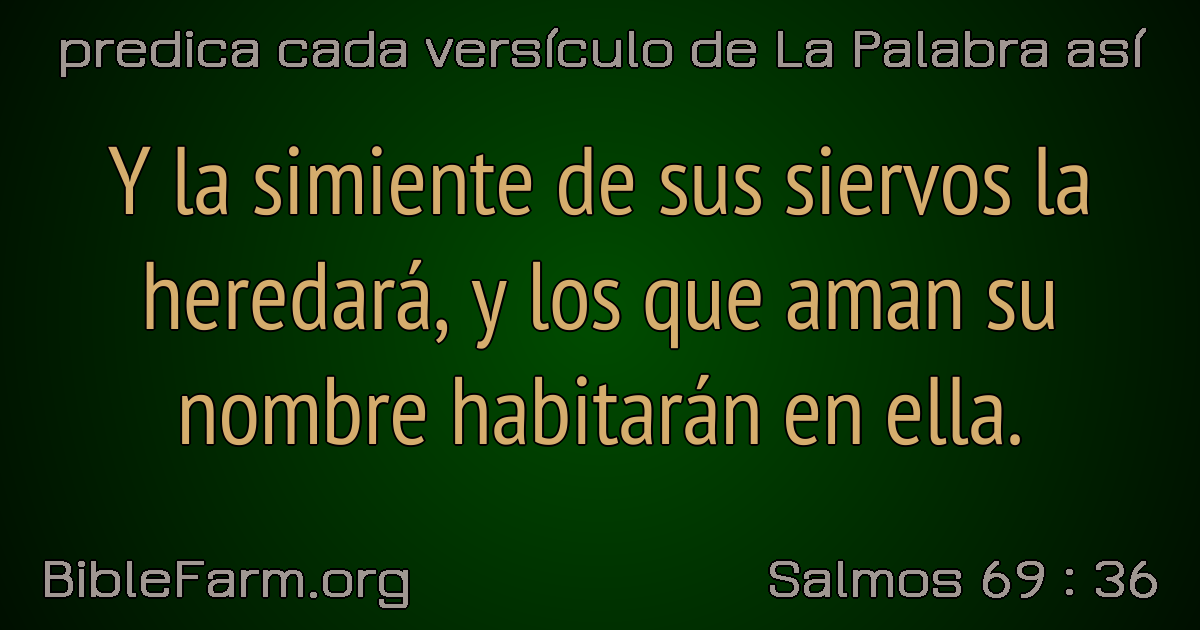 predica cada versículo de La Palabra así
Y la simiente de sus siervos la
heredará, y los que aman su
nombre habitarán en ella.
BibleFarm.org
Salmos 69 : 36